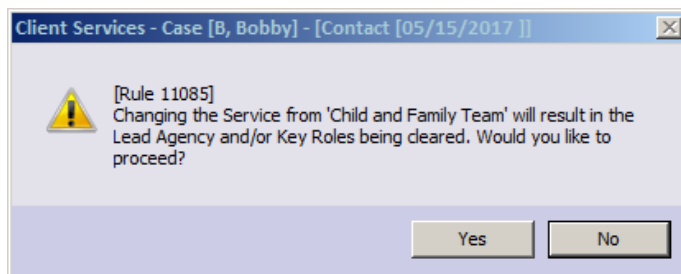 Client Services - Case [B, Bobby] - [Contact [05/15/2017 ]]
[Rule 11085]
Changing the Service from 'Child and Family Team' will result in the
Lead Agency and/or Key Roles being cleared. Would you like to
proceed?
Yes
No